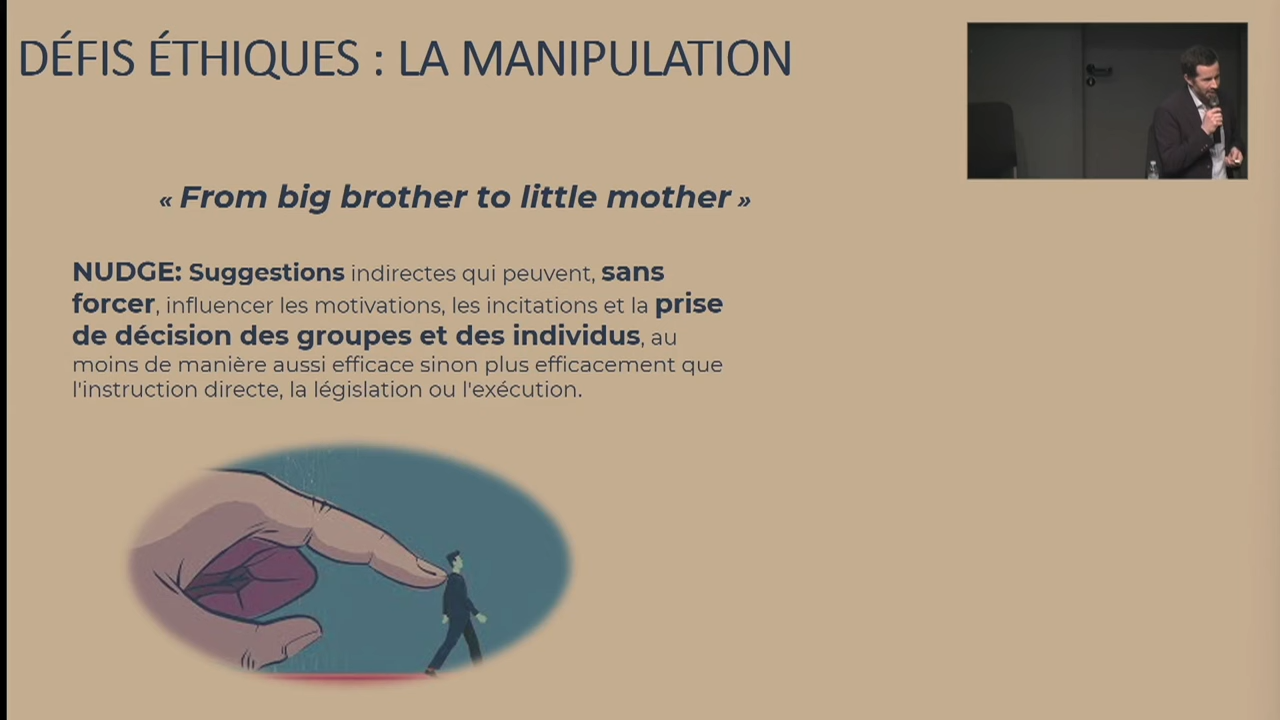 DÉFIS ÉTHIQUES : LA MANIPULATION
« From big brother to little mother »
NUDGE: Suggestions indirectes qui peuvent, sans
forcer, influencer les motivations, les incitations et la prise
de décision des groupes et des individus, au
moins de manière aussi efficace sinon plus efficacement que
l'instruction directe, la législation ou l'exécution.